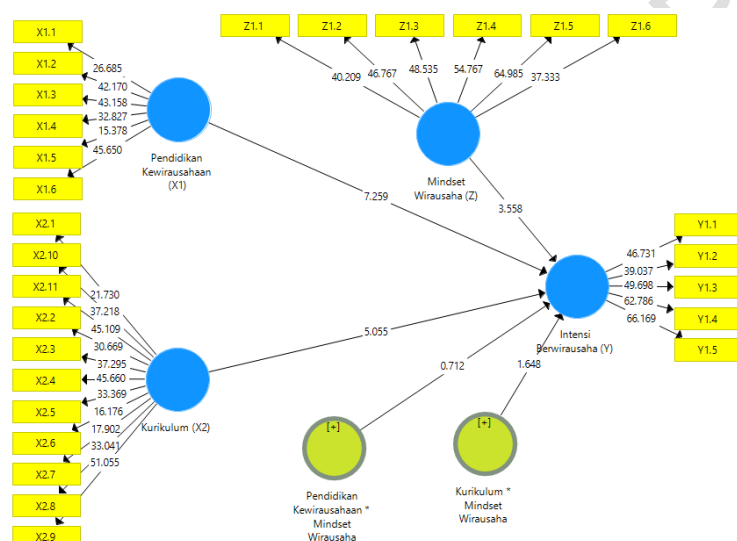 X1.1
X1.2
X1.3
X1.4
X1.5
X1.6
26.685
42.170
43.158
32.827
15.378
45.650
Pendidikan
Kewirausahaan
(X1)
Z1.1
Z1.2
Z1.3
Z1.4
Z1.5
Z1.6
40.209
46.767
48.535
54.767
64.985
37.333
Mindset
Wirausaha (Z)
7.259
3.558
X2.1
X2.10
X2.11
X2.2
X2.3
X2.4
X2.5
X2.6
X2.7
X2.8
X2.9
21.730
37.218
45.109
30.669
37.295
45.660
33.369
16.176
17.902
33.041
51.055
Kurikulum (X2)
5.055
0.712
1.648
Y1.1
Y1.2
Y1.3
Y1.4
Y1.5
46.731
39.037
49.698
62.786
66.169
Intensi
Berwirausaha (Y)
[+]
Pendidikan
Kewirausahaan *
Mindset
Wirausaha
[+]
Kurikulum *
Mindset
Wirausaha